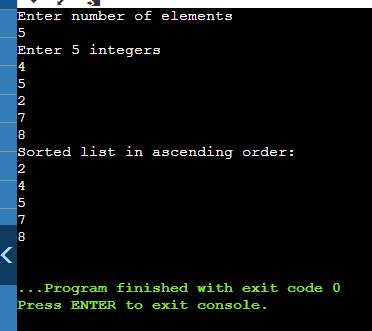 Enter number of elements
5
Enter 5 integers
4
5
2
7
8
Sorted list in ascending order:
2
4
5
7
8
...Program finished with exit code 0
Press ENTER to exit console.